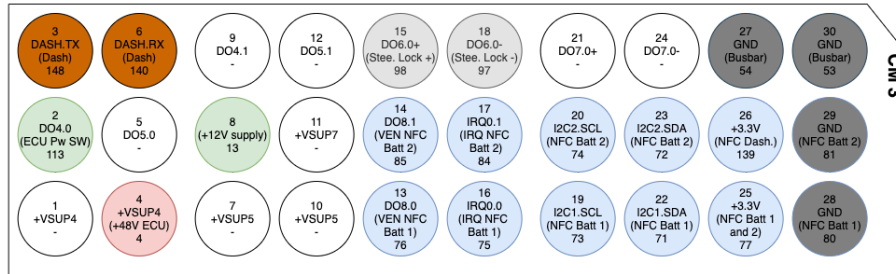 3
DASH.TX
(Dash)
148
6
DASH.RX
(Dash)
140
9
DO4.1
-
12
DO5.1
-
15
DO6.0+
(Stee. Lock +)
98
18
DO6.0-
(Stee. Lock -)
97
21
DO7.0+
-
24
DO7.0-
-
27
GND
(Busbar)
54
30
GND
(Busbar)
53
2
DO4.0
(ECU Pw SW)
113
5
DO5.0
-
8
(+12V supply)
13
11
+VSUP7
-
14
DO8.1
(VEN NFC
Batt 2)
85
17
IRQ0.1
(IRQ NFC
Batt 2)
84
20
I2C2.SCL
(NFC Batt 2)
74
23
I2C2.SDA
(NFC Batt 2)
72
26
+3.3V
(NFC Dash.)
139
29
GND
(NFC Batt 2)
81
1
+VSUP4
-
4
+VSUP4
(+48V ECU)
4
7
+VSUP5
-
10
+VSUP5
-
13
DO8.0
(VEN NFC
Batt 1)
76
16
IRQ0.0
(IRQ NFC
Batt 1)
75
19
I2C1.SCL
(NFC Batt 1)
73
22
I2C1.SDA
(NFC Batt 1)
71
25
+3.3V
(NFC Batt 1
and 2)
77
28
GND
(NFC Batt 1)
80